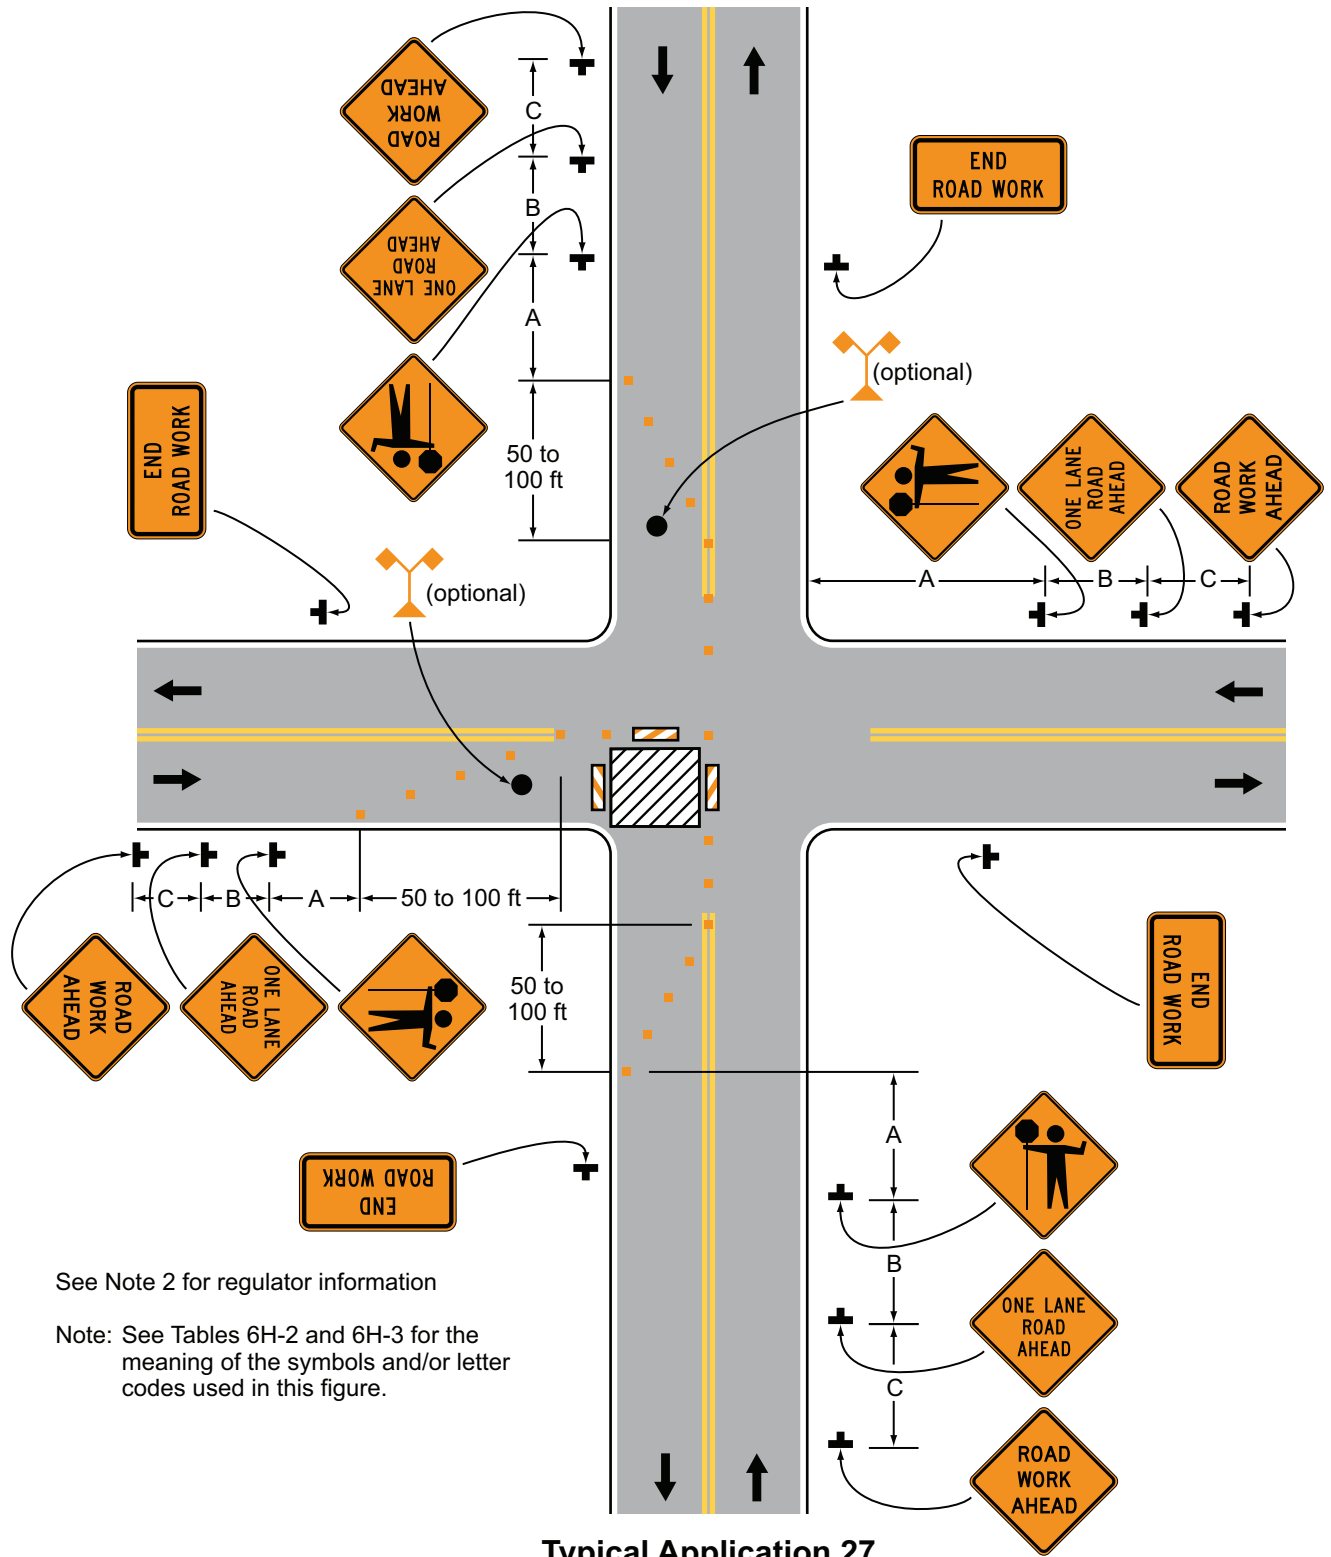 ROAD
WORK
AHEAD
C
END
ROAD WORK
B
ONE LANE
ROAD
AHEAD
A
(optional)
END
ROAD WORK
50 to
100 ft
ONE LANE
ROAD
AHEAD
ROAD
WORK
AHEAD
A
B
C
(optional)
C
B
A
50 to 100 ft
ROAD
WORK
AHEAD
ONE LANE
ROAD
AHEAD
50 to
100 ft
END
ROAD WORK
A
END
ROAD WORK
B
ONE LANE
ROAD
AHEAD
C
ROAD
WORK
AHEAD
See Note 2 for regulator information
Note: See Tables 6H-2 and 6H-3 for the
meaning of the symbols and/or letter
codes used in this figure.
Typical Application 27